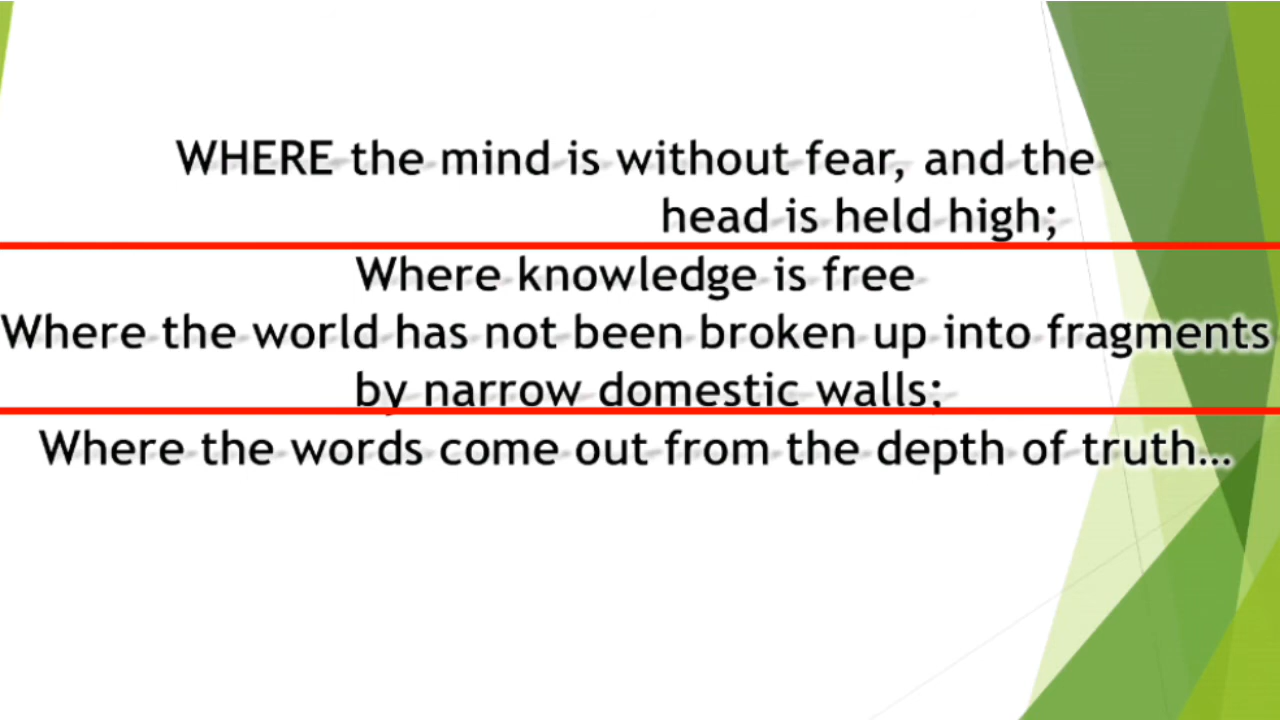 WHERE the mind is without fear, and the
head is held high;
Where knowledge is free
Where the world has not been broken up into fragments
by narrow domestic walls;
Where the words come out from the depth of truth...